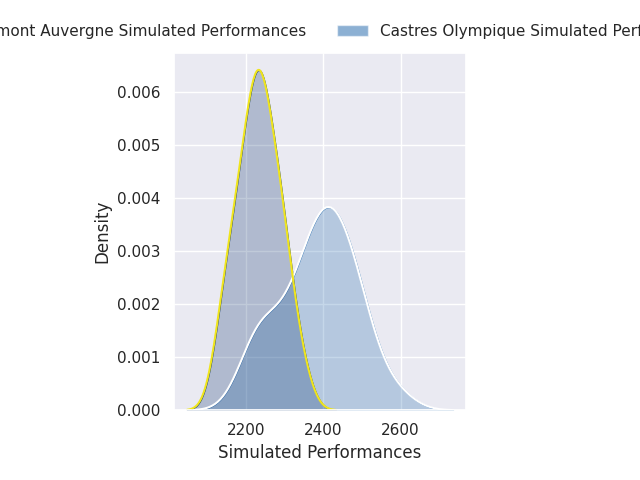 mont Auvergne Simulated Performances Castres Olympique Simulated Perf
0.006
0.005
0.004
0.003
0.002
0.001
0.000
Density
2200 2400 2600
Simulated Performances